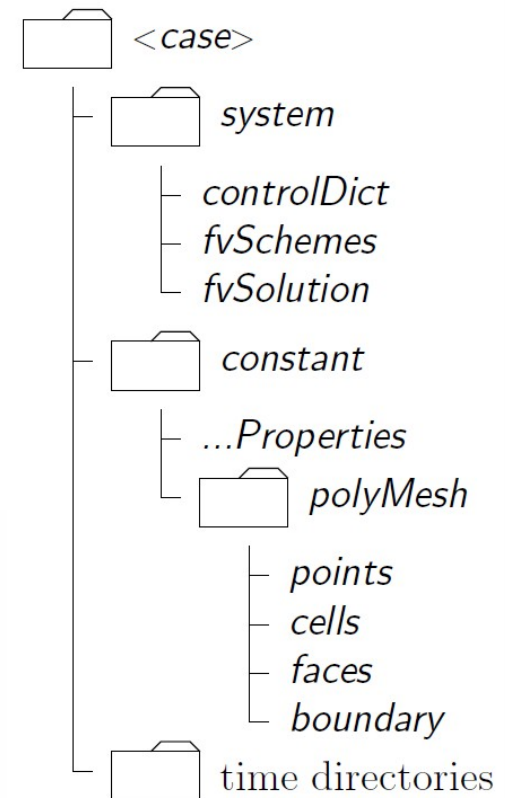 <case>
system
controlDict
fvSchemes
fvSolution
constant
...Properties
polyMesh
points
cells
faces
boundary
time directories